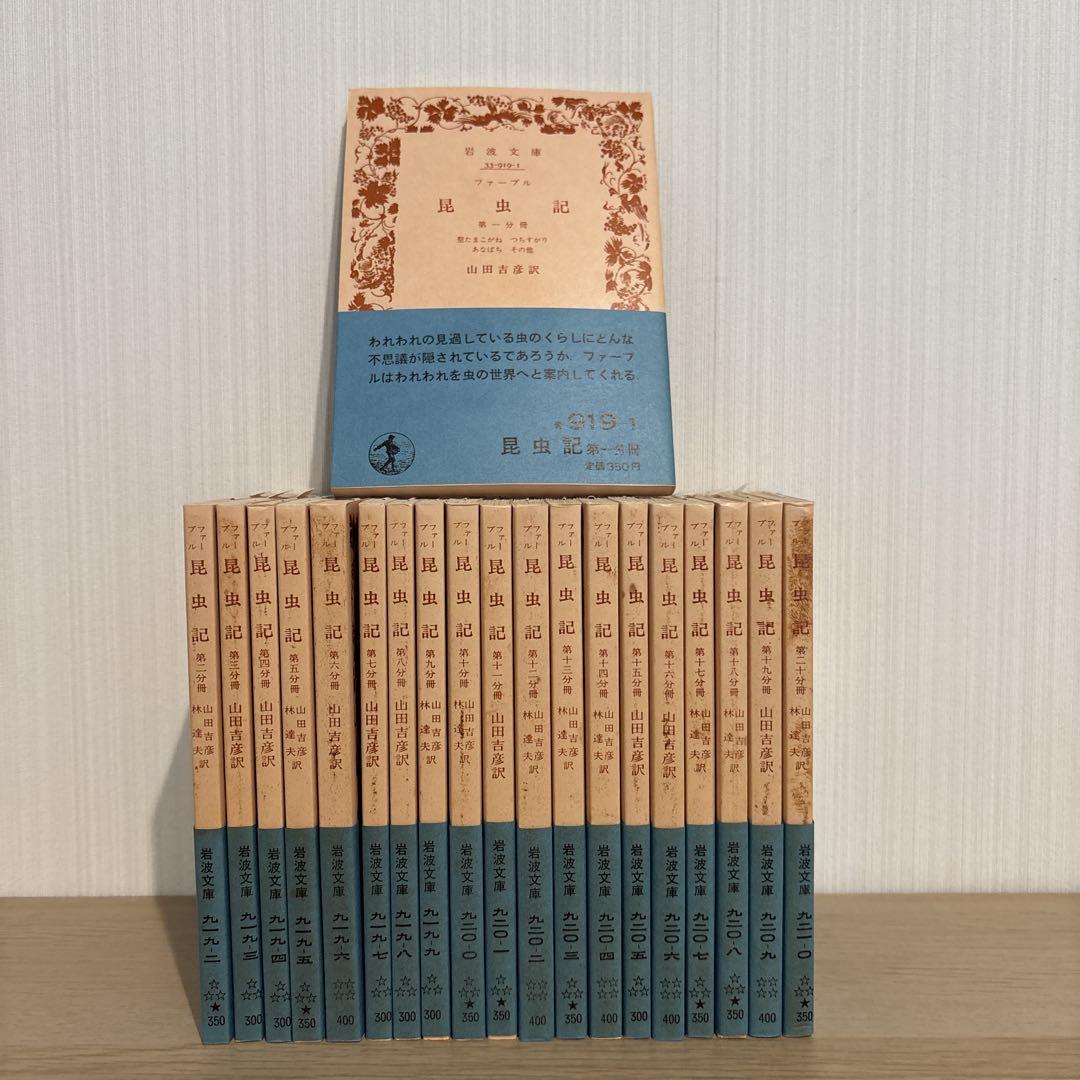 岩波文庫
33-919-1
ファーブル
昆虫記
第一分冊
聖たまこがね つちすがり
あなばち その他
山田吉彦訳
われわれの見過している虫のくらしにどんな
不思議が隠されているであろうか。ファーブ
ルはわれわれを虫の世界へと案内してくれる.
青 919-1
昆虫記 第一分冊
定価350円
ファーブル 昆虫記 第二分冊 山田吉彦 林達夫 訳 岩波文庫 九一九-二 ☆☆☆★ 350
ファーブル 昆虫記 第三分冊 山田吉彦訳 岩波文庫 九一九-三 ☆☆☆ 300
ファーブル 昆虫記 第四分冊 山田吉彦訳 岩波文庫 九一九-四 ☆☆☆ 300
ファーブル 昆虫記 第五分冊 山田吉彦 林達夫 訳 岩波文庫 九一九-五 ☆☆☆★ 350
ファーブル 昆虫記 第六分冊 山田吉彦訳 岩波文庫 九一九-六 ☆☆☆☆ 400
ファーブル 昆虫記 第七分冊 山田吉彦訳 岩波文庫 九一九-七 ☆☆☆ 300
ファーブル 昆虫記 第八分冊 山田吉彦訳 岩波文庫 九一九-八 ☆☆☆ 300
ファーブル 昆虫記 第九分冊 山田吉彦 林達夫 訳 岩波文庫 九一九-九 ☆☆☆ 300
ファーブル 昆虫記 第十分冊 山田吉彦 林達夫 訳 岩波文庫 九二〇-〇 ☆☆☆★ 350
ファーブル 昆虫記 第十一分冊 山田吉彦訳 岩波文庫 九二〇-一 ☆☆☆★ 350
ファーブル 昆虫記 第十二分冊 山田吉彦 林達夫 訳 岩波文庫 九二〇-二 ☆☆☆☆ 400
ファーブル 昆虫記 第十三分冊 山田吉彦 林達夫 訳 岩波文庫 九二〇-三 ☆☆☆★ 350
ファーブル 昆虫記 第十四分冊 山田吉彦 林達夫 訳 岩波文庫 九二〇-四 ☆☆☆☆ 400
ファーブル 昆虫記 第十五分冊 山田吉彦訳 岩波文庫 九二〇-五 ☆☆☆ 300
ファーブル 昆虫記 第十六分冊 山田吉彦訳 岩波文庫 九二〇-六 ☆☆☆☆ 400
ファーブル 昆虫記 第十七分冊 山田吉彦 林達夫 訳 岩波文庫 九二〇-七 ☆☆☆★ 350
ファーブル 昆虫記 第十八分冊 山田吉彦 林達夫 訳 岩波文庫 九二〇-八 ☆☆☆★ 350
ファーブル 昆虫記 第十九分冊 山田吉彦訳 岩波文庫 九二〇-九 ☆☆☆☆ 400
ファーブル 昆虫記 第二十分冊 山田吉彦 林達夫 訳 岩波文庫 九二一-〇 ☆☆☆★ 350